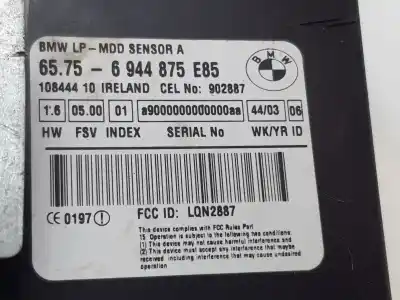 BMW LP-MDD SENSOR A
65.75 - 6 944 875 E85
BMW
108444 10 IRELAND CEL No: 902887
1.6 05.00 01 a9000000000000aa 44/03 06
HW FSV INDEX SERIAL No WK/YR ID
CE 0197 FCC ID: LQN2887
This device complies with FCC Rules Part
15 Operation is subject to the following two conditions:
(1) This device may not cause harmful interference, and
(2) This device must accept any interference that may be
received including interference that may cause
undesired operation.